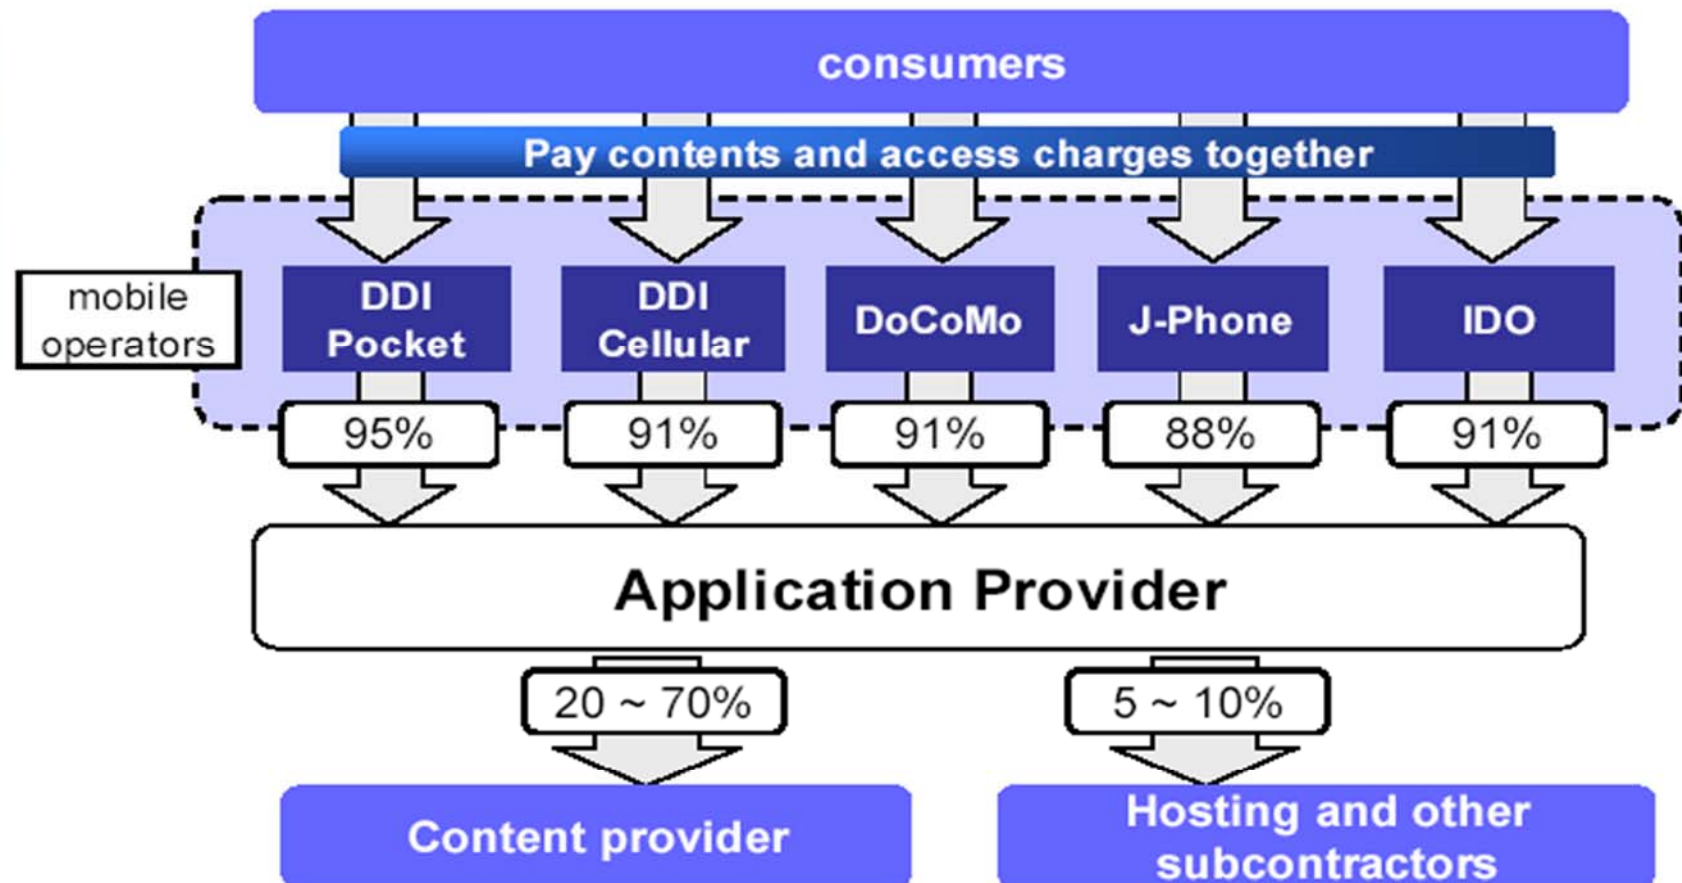 consumers
Pay contents and access charges together
mobile
operators
DDI
Pocket
DDI
Cellular
DoCoMo
J-Phone
IDO
95%
91%
91%
88%
91%
Application Provider
20 ~ 70%
5 ~ 10%
Content provider
Hosting and other
subcontractors